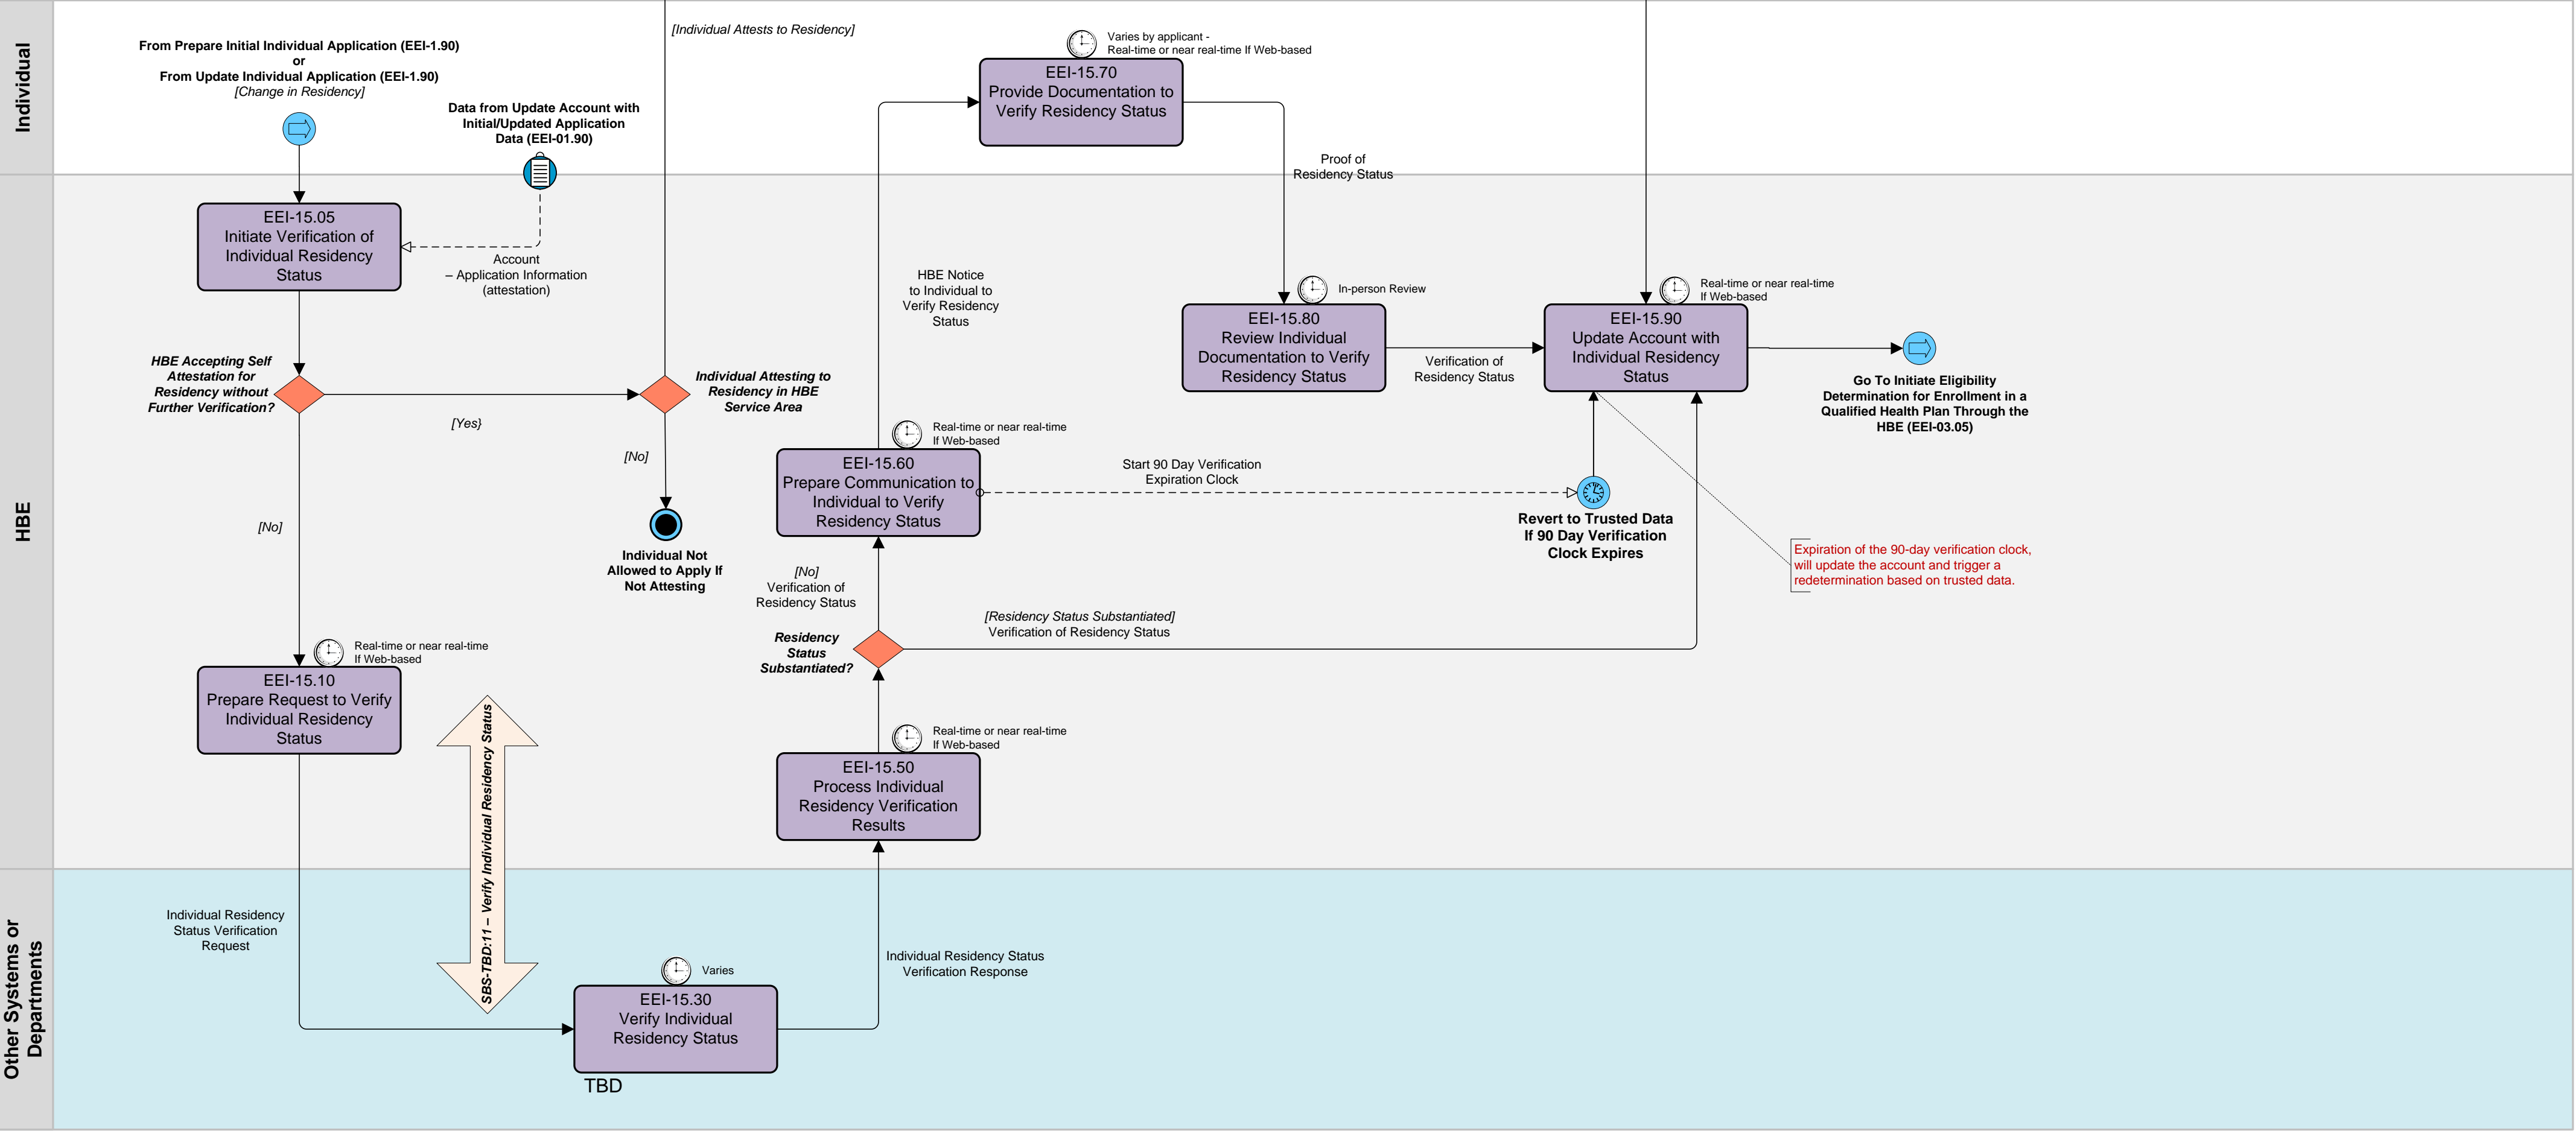 Individual
From Prepare Initial Individual Application (EEI-1.90)
or
From Update Individual Application (EEI-1.90)
[Change in Residency]
Data from Update Account with
Initial/Updated Application
Data (EEI-01.90)
[Individual Attests to Residency]
Varies by applicant -
Real-time or near real-time If Web-based
EEI-15.70
Provide Documentation to
Verify Residency Status
Proof of
Residency Status
HBE
EEI-15.05
Initiate Verification of
Individual Residency
Status
Account
– Application Information
(attestation)
HBE Accepting Self
Attestation for
Residency without
Further Verification?
[Yes}
Individual Attesting to
Residency in HBE
Service Area
[No]
Individual Not
Allowed to Apply If
Not Attesting
[No]
Real-time or near real-time
If Web-based
EEI-15.10
Prepare Request to Verify
Individual Residency
Status
SBS-TBD:11 – Verify Individual Residency Status
HBE Notice
to Individual to
Verify Residency
Status
Real-time or near real-time
If Web-based
EEI-15.60
Prepare Communication to
Individual to Verify
Residency Status
Start 90 Day Verification
Expiration Clock
[No]
Verification of
Residency Status
Residency
Status
Substantiated?
[Residency Status Substantiated]
Verification of Residency Status
Real-time or near real-time
If Web-based
EEI-15.50
Process Individual
Residency Verification
Results
In-person Review
EEI-15.80
Review Individual
Documentation to Verify
Residency Status
Verification of
Residency Status
Real-time or near real-time
If Web-based
EEI-15.90
Update Account with
Individual Residency
Status
Go To Initiate Eligibility
Determination for Enrollment in a
Qualified Health Plan Through the
HBE (EEI-03.05)
Revert to Trusted Data
If 90 Day Verification
Clock Expires
Expiration of the 90-day verification clock,
will update the account and trigger a
redetermination based on trusted data.
Other Systems or
Departments
Individual Residency
Status Verification
Request
Varies
EEI-15.30
Verify Individual
Residency Status
TBD
Individual Residency Status
Verification Response